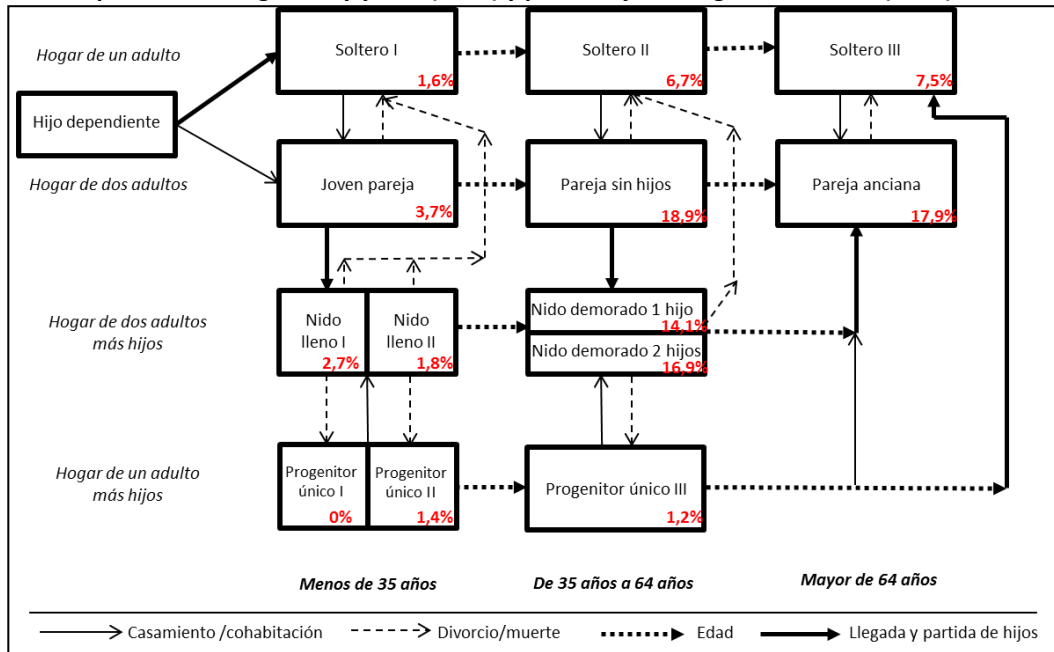 Hogar de un adulto
Soltero I
1,6%
Soltero II
6,7%
Soltero III
7,5%
Hijo dependiente
Hogar de dos adultos
Joven pareja
3,7%
Pareja sin hijos
18,9%
Pareja anciana
17,9%
Hogar de dos adultos
más hijos
Nido
lleno I
2,7%
Nido
lleno II
1,8%
Nido demorado 1 hijo
14,1%
Nido demorado 2 hijos
16,9%
Hogar de un adulto
más hijos
Progenitor
único I
0%
Progenitor
único II
1,4%
Progenitor único III
1,2%
Menos de 35 años
De 35 años a 64 años
Mayor de 64 años
Casamiento /cohabitación
Divorcio/muerte
Edad
Llegada y partida de hijos